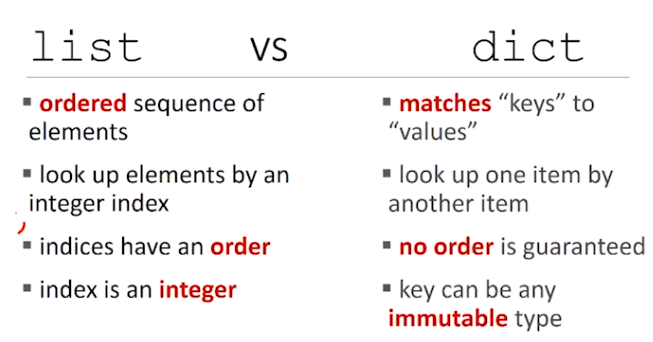 list vs dict
▪ ordered sequence of
elements
▪ look up elements by an
integer index
▪ indices have an order
▪ index is an integer
▪ matches “keys” to
“values”
▪ look up one item by
another item
▪ no order is guaranteed
▪ key can be any
immutable type